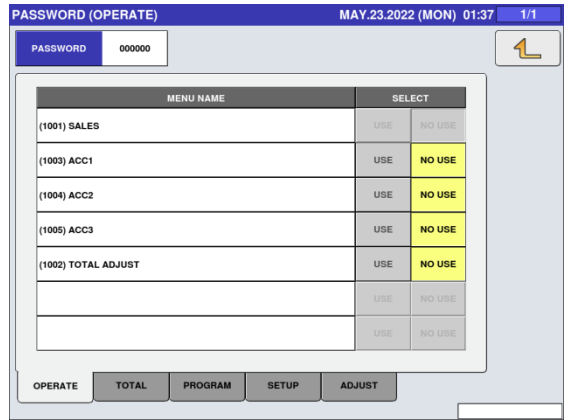 PASSWORD (OPERATE) MAY.23.2022 (MON) 01:37 1/1
PASSWORD 000000
MENU NAME SELECT
(1001) SALES USE NO USE
(1003) ACC1 USE NO USE
(1004) ACC2 USE NO USE
(1005) ACC3 USE NO USE
(1002) TOTAL ADJUST USE NO USE
USE NO USE
USE NO USE
OPERATE TOTAL PROGRAM SETUP ADJUST